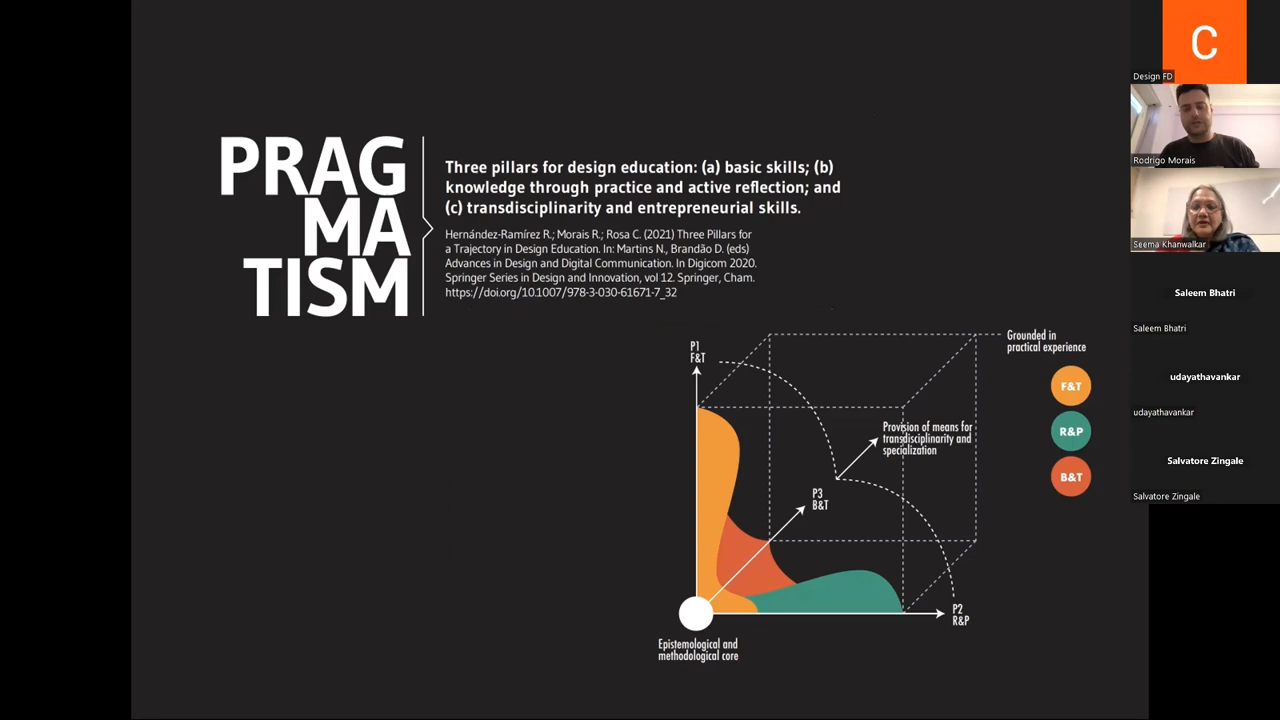 PRAG
MA
TISM
Three pillars for design education: (a) basic skills; (b)
knowledge through practice and active reflection; and
(c) transdisciplinarity and entrepreneurial skills.
Hernández-Ramírez R.; Morais R.; Rosa C. (2021) Three Pillars for
a Trajectory in Design Education. In: Martins N., Brandão D. (eds)
Advances in Design and Digital Communication. In Digicom 2020.
Springer Series in Design and Innovation, vol 12. Springer, Cham.
https://doi.org/10.1007/978-3-030-61671-7_32
P1
F&T
Grounded in
practical experience
F&T
R&P
B&T
Provision of means for
transdisciplinarity and
specialization
P3
B&T
P2
R&P
Epistemological and
methodological core
C
Design FD
Rodrigo Morais
Seema Khanwalkar
Saleem Bhatri
Saleem Bhatri
udayathavankar
udayathavankar
Salvatore Zingale
Salvatore Zingale